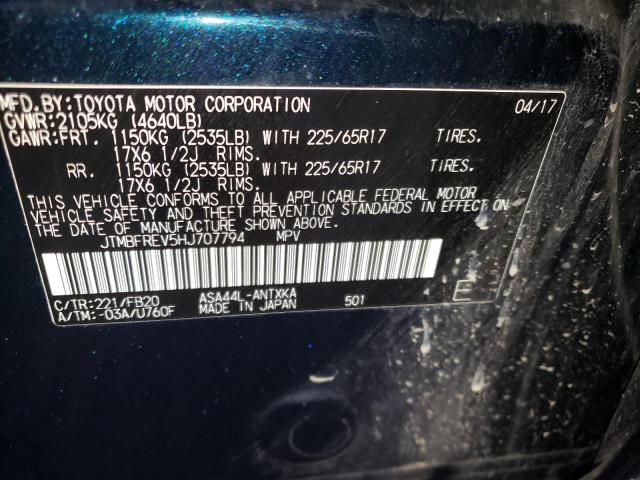 MFD.BY:TOYOTA MOTOR CORPORATION 04/17
GVWR:2105KG (4640LB)
GAWR:FRT. 1150KG (2535LB) WITH 225/65R17 TIRES.
17X6 1/2J RIMS.
RR. 1150KG (2535LB) WITH 225/65R17 TIRES.
17X6 1/2J RIMS.
THIS VEHICLE CONFORMS TO ALL APPLICABLE FEDERAL MOTOR
VEHICLE SAFETY AND THEFT PREVENTION STANDARDS IN EFFECT ON
THE DATE OF MANUFACTURE SHOWN ABOVE.
JTMBFREV5HJ707794 MPV
C/TR:221/FB20 ASA44L-ANTXKA 501 E
A/TM:-03A/U760F MADE IN JAPAN